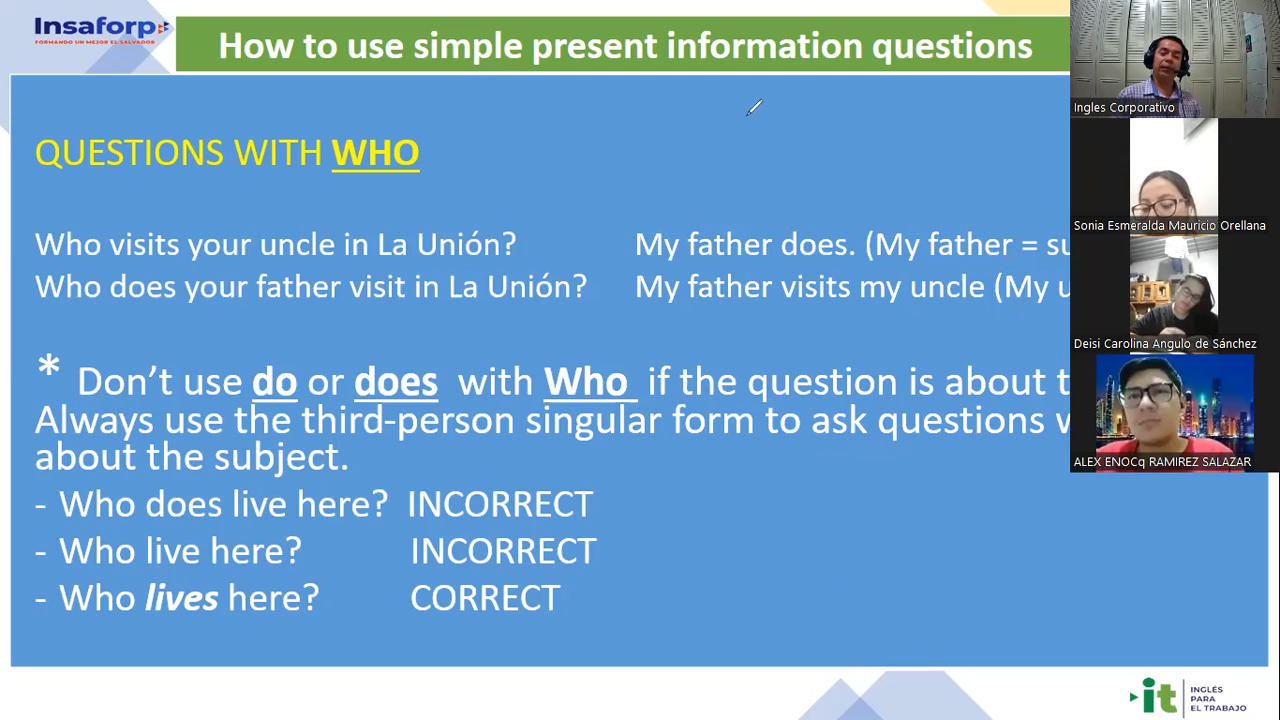 Insaforp
FORMANDO UN MEJOR EL SALVADOR
How to use simple present information questions
Ingles Corporativo
QUESTIONS WITH WHO
Sonia Esmeralda Mauricio Orellana
Who visits your uncle in La Unión? My father does. (My father = su
Who does your father visit in La Unión? My father visits my uncle (My u
Deisi Carolina Angulo de Sánchez
* Don’t use do or does with Who if the question is about t
Always use the third-person singular form to ask questions w
about the subject.
ALEX ENOCq RAMIREZ SALAZAR
- Who does live here? INCORRECT
- Who live here? INCORRECT
- Who lives here? CORRECT
it INGLÉS
PARA
EL TRABAJO